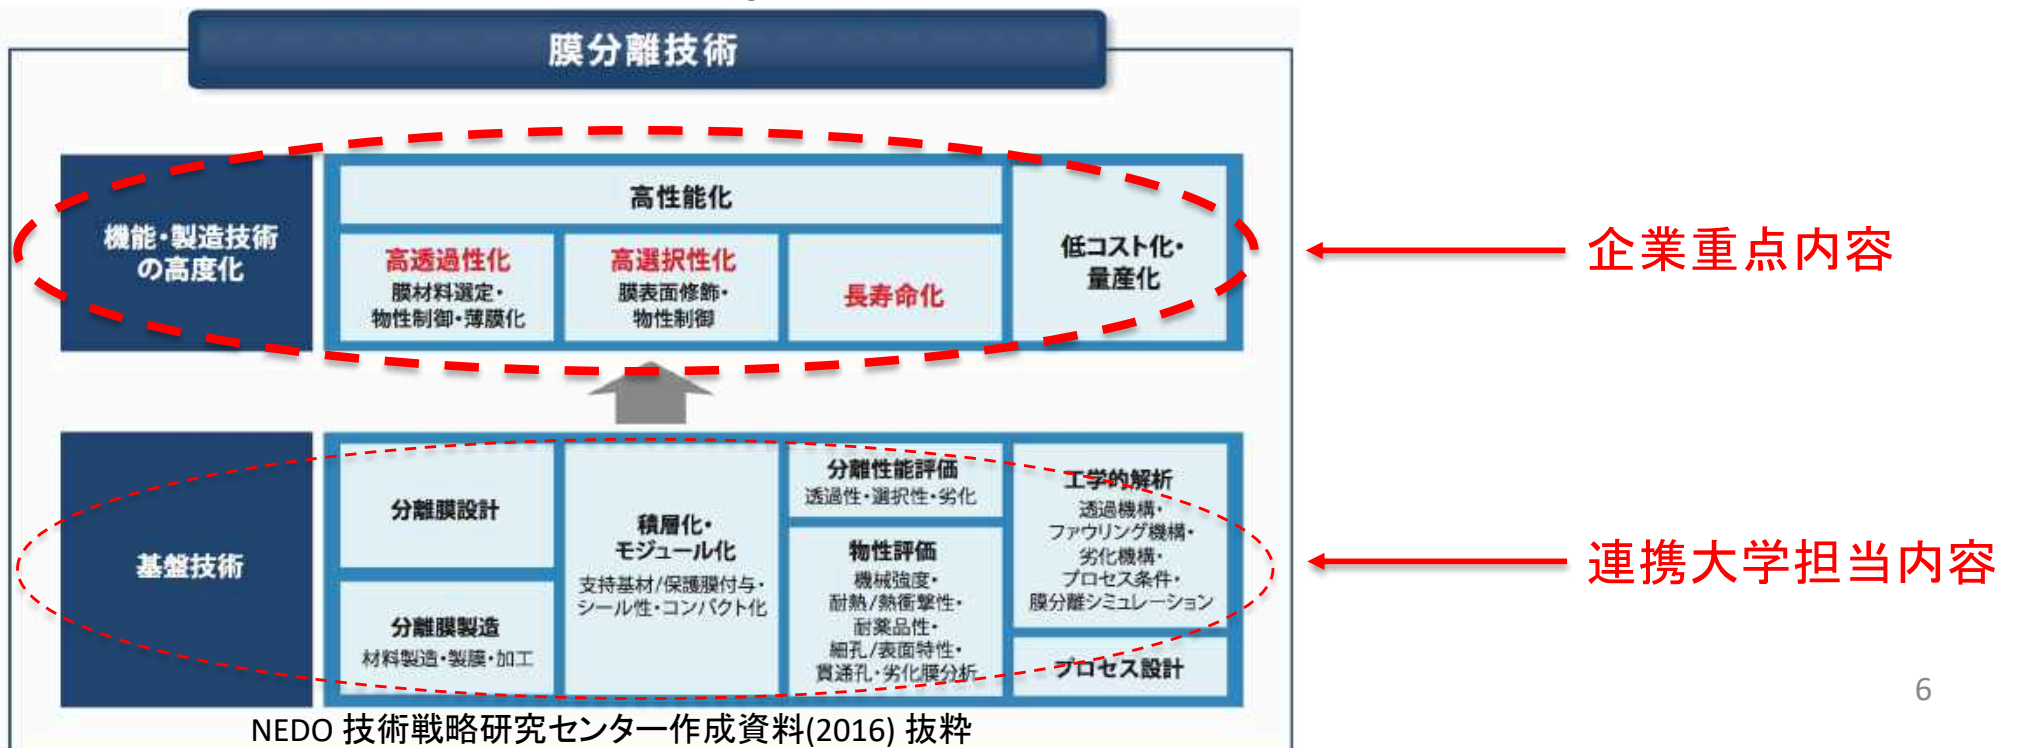 膜分離技術
機能・製造技術
の高度化
高性能化
高透過性化
膜材料選定・
物性制御・薄膜化
高選択性化
膜表面修飾・
物性制御
長寿命化
低コスト化・
量産化
企業重点内容
基盤技術
分離膜設計
分離膜製造
材料製造・製膜・加工
積層化・
モジュール化
支持基材/保護膜付与・
シール性・コンパクト化
分離性能評価
透過性・選択性・劣化
物性評価
機械強度・
耐熱/熱衝撃性・
耐薬品性・
細孔/表面特性・
貫通孔・劣化膜分析
工学的解析
透過機構・
ファウリング機構・
劣化機構・
プロセス条件・
膜分離シミュレーション
プロセス設計
連携大学担当内容
NEDO 技術戦略研究センター作成資料(2016) 抜粋
6